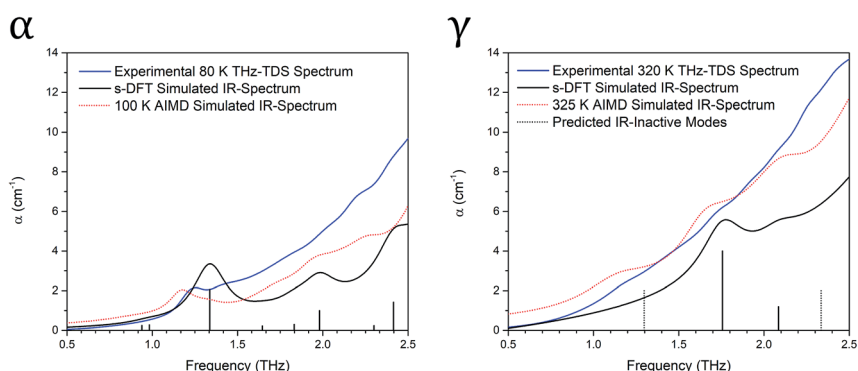 α
γ
14
12
10
8
6
4
2
0
α (cm⁻¹)
Experimental 80 K THz-TDS Spectrum
s-DFT Simulated IR-Spectrum
100 K AIMD Simulated IR-Spectrum
0.5 1.0 1.5 2.0 2.5
Frequency (THz)
14
12
10
8
6
4
2
0
α (cm⁻¹)
Experimental 320 K THz-TDS Spectrum
s-DFT Simulated IR-Spectrum
325 K AIMD Simulated IR-Spectrum
Predicted IR-Inactive Modes
0.5 1.0 1.5 2.0 2.5
Frequency (THz)